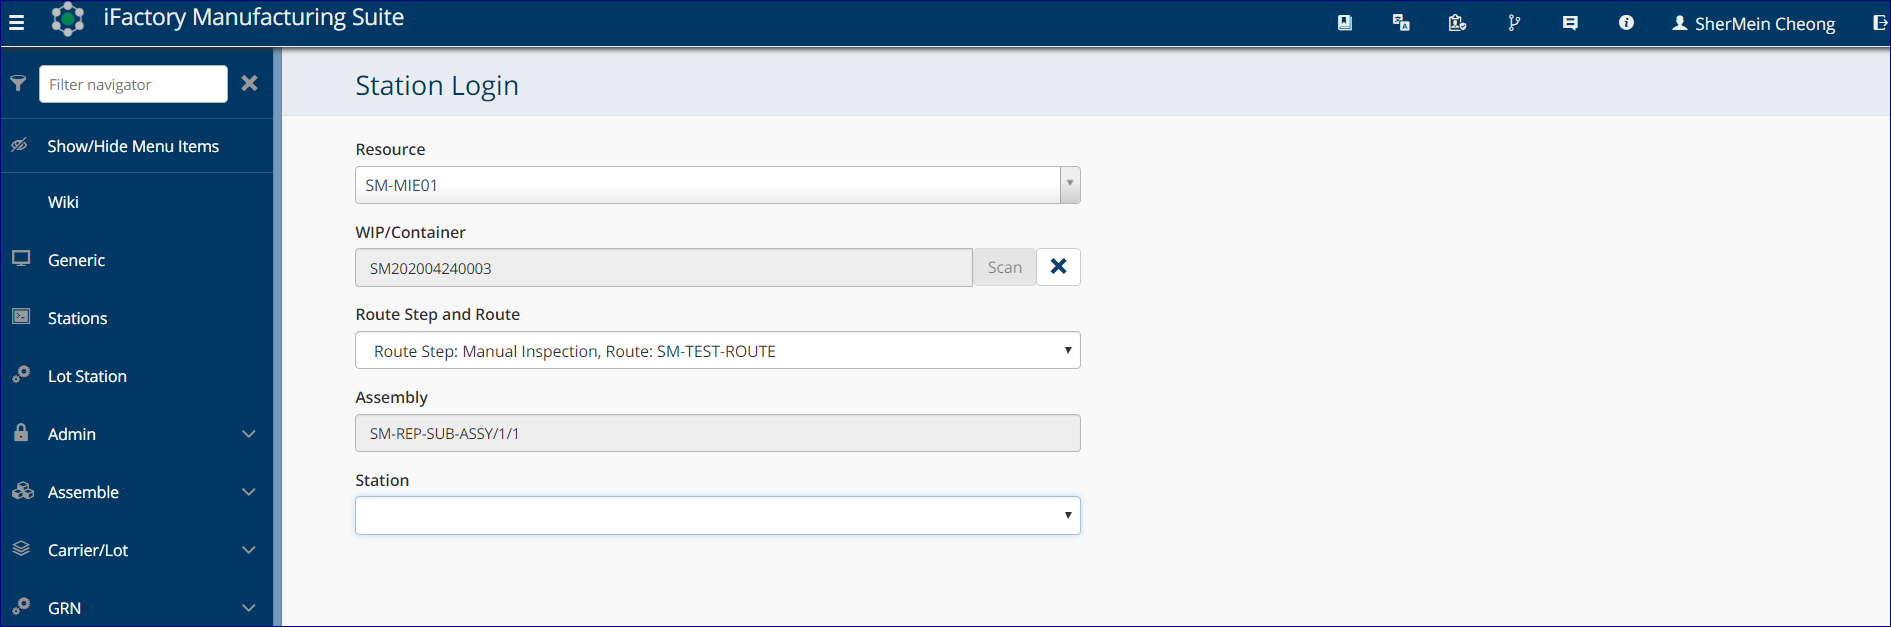 iFactory Manufacturing Suite
SherMein Cheong
Filter navigator
Show/Hide Menu Items
Wiki
Generic
Stations
Lot Station
Admin
Assemble
Carrier/Lot
GRN
Station Login
Resource
SM-MIE01
WIP/Container
SM202004240003
Scan
Route Step and Route
Route Step: Manual Inspection, Route: SM-TEST-ROUTE
Assembly
SM-REP-SUB-ASSY/1/1
Station